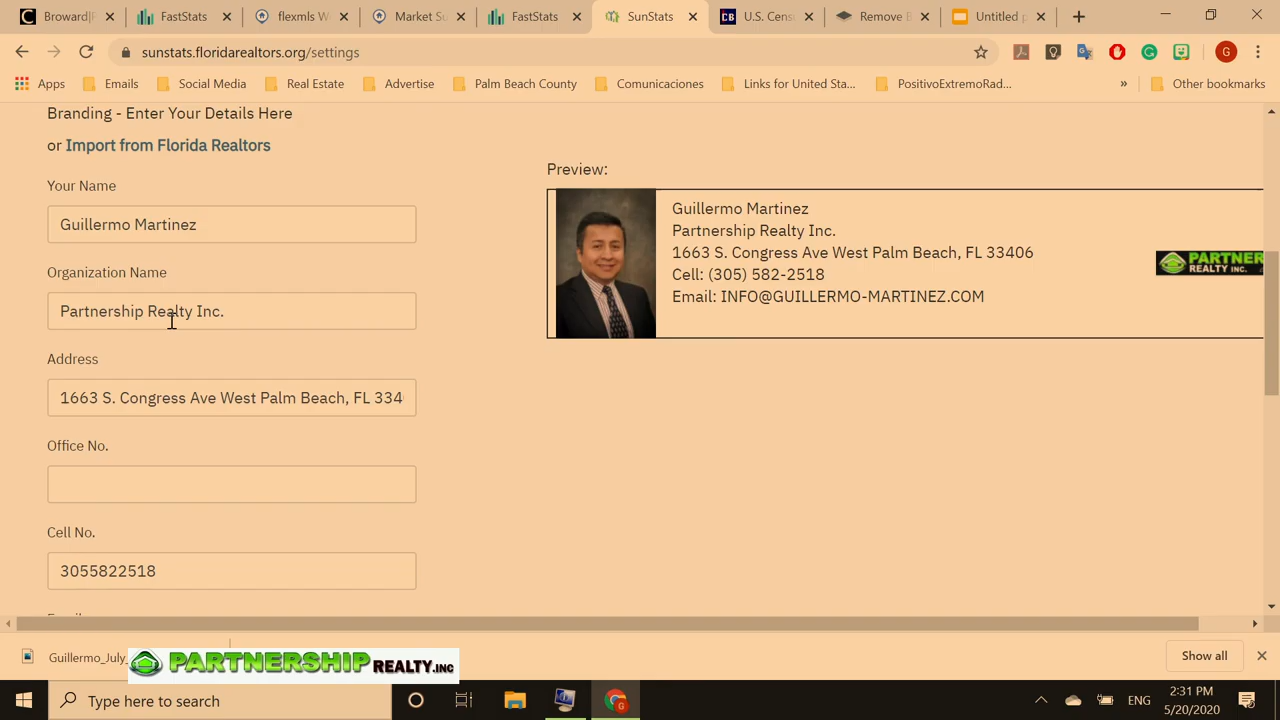 Broward|F
FastStats
flexmls W
Market Su
FastStats
SunStats
U.S. Cens
Remove B
Untitled p
sunstats.floridarealtors.org/settings
G
Apps
Emails
Social Media
Real Estate
Advertise
Palm Beach County
Comunicaciones
Links for United Sta...
PositivoExtremoRad...
»
Other bookmarks
Branding - Enter Your Details Here
or Import from Florida Realtors
Your Name
Guillermo Martinez
Organization Name
Partnership Realty Inc.
Address
1663 S. Congress Ave West Palm Beach, FL 334
Office No.
Cell No.
3055822518
Preview:
Guillermo Martinez
Partnership Realty Inc.
1663 S. Congress Ave West Palm Beach, FL 33406
Cell: (305) 582-2518
Email: INFO@GUILLERMO-MARTINEZ.COM
PARTNER
REALTY INC.
Guillermo_July
PARTNERSHIP REALTY.INC
Show all
Type here to search
ENG
2:31 PM
5/20/2020